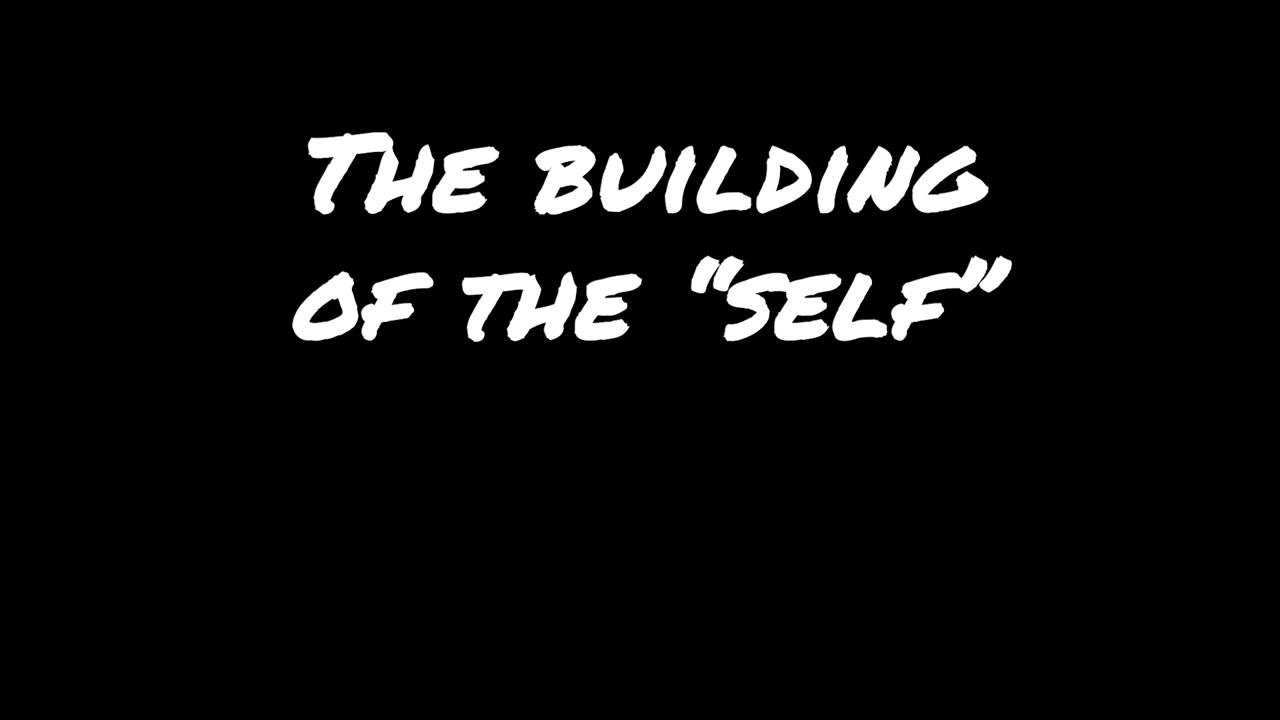 The building
of the “self”